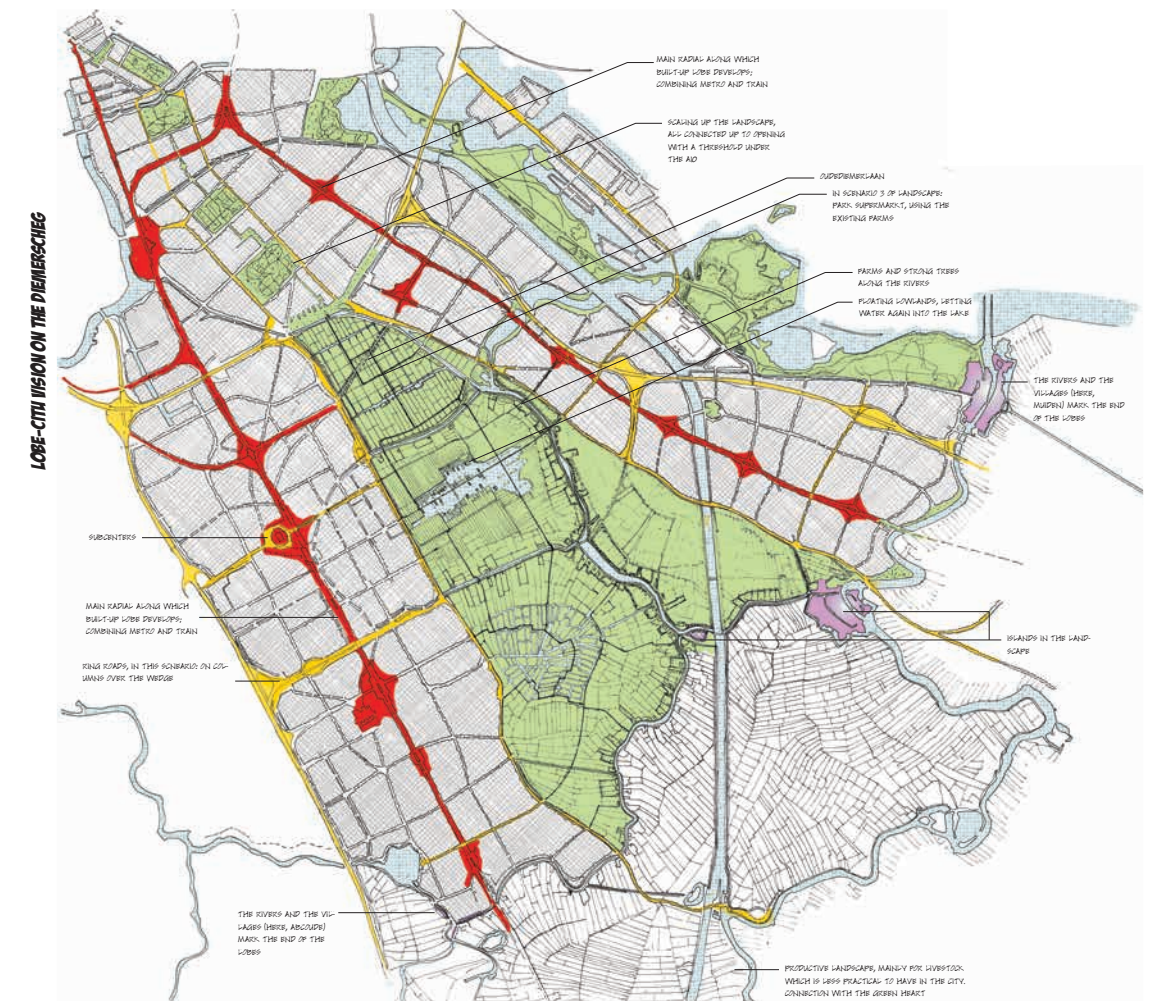 LOBE-CITY VISION ON THE DIEMERSCHEG
MAIN RADIAL ALONG WHICH
BUILT-UP LOBE DEVELOPS;
COMBINING METRO AND TRAIN
SCALING UP THE LANDSCAPE,
ALL CONNECTED UP TO OPENING
WITH A THRESHOLD UNDER
THE A10
OUDEDIEMERLAAN
IN SCENARIO 3 OF LANDSCAPE:
PARK SUPERMARKT, USING THE
EXISTING FARMS
FARMS AND STRONG TREES
ALONG THE RIVERS
FLOATING LOWLANDS, LETTING
WATER AGAIN INTO THE LAKE
THE RIVERS AND THE
VILLAGES (HERE,
MUIDEN) MARK THE END
OF THE LOBES
SUBCENTERS
MAIN RADIAL ALONG WHICH
BUILT-UP LOBE DEVELOPS;
COMBINING METRO AND TRAIN
ISLANDS IN THE LAND-
SCAPE
RING ROADS, IN THIS SCENBARIO: ON COL-
UMNS OVER THE WEDGE
THE RIVERS AND THE VIL-
LAGES (HERE, ABCOUDE)
MARK THE END OF THE
LOBES
PRODUCTIVE LANDSCAPE, MAINLY FOR LIVESTOCK
WHICH IS LESS PRACTICAL TO HAVE IN THE CITY.
CONNECTION WITH THE GREEN HEART